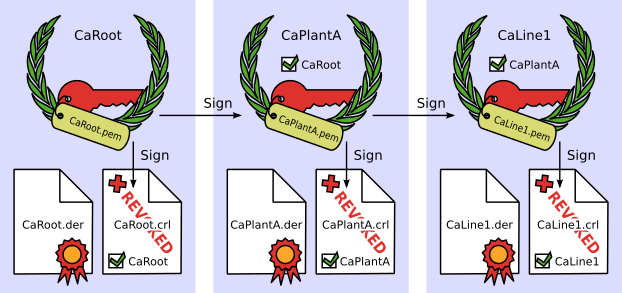 CaRoot
CaRoot.pem
Sign
Sign
CaRoot.der
REVOKED
CaRoot.crl
CaRoot
CaPlantA
CaRoot
CaPlantA.pem
Sign
Sign
CaPlantA.der
REVOKED
CaPlantA.crl
CaPlantA
CaLine1
CaPlantA
CaLine1.pem
Sign
CaLine1.der
REVOKED
CaLine1.crl
CaLine1